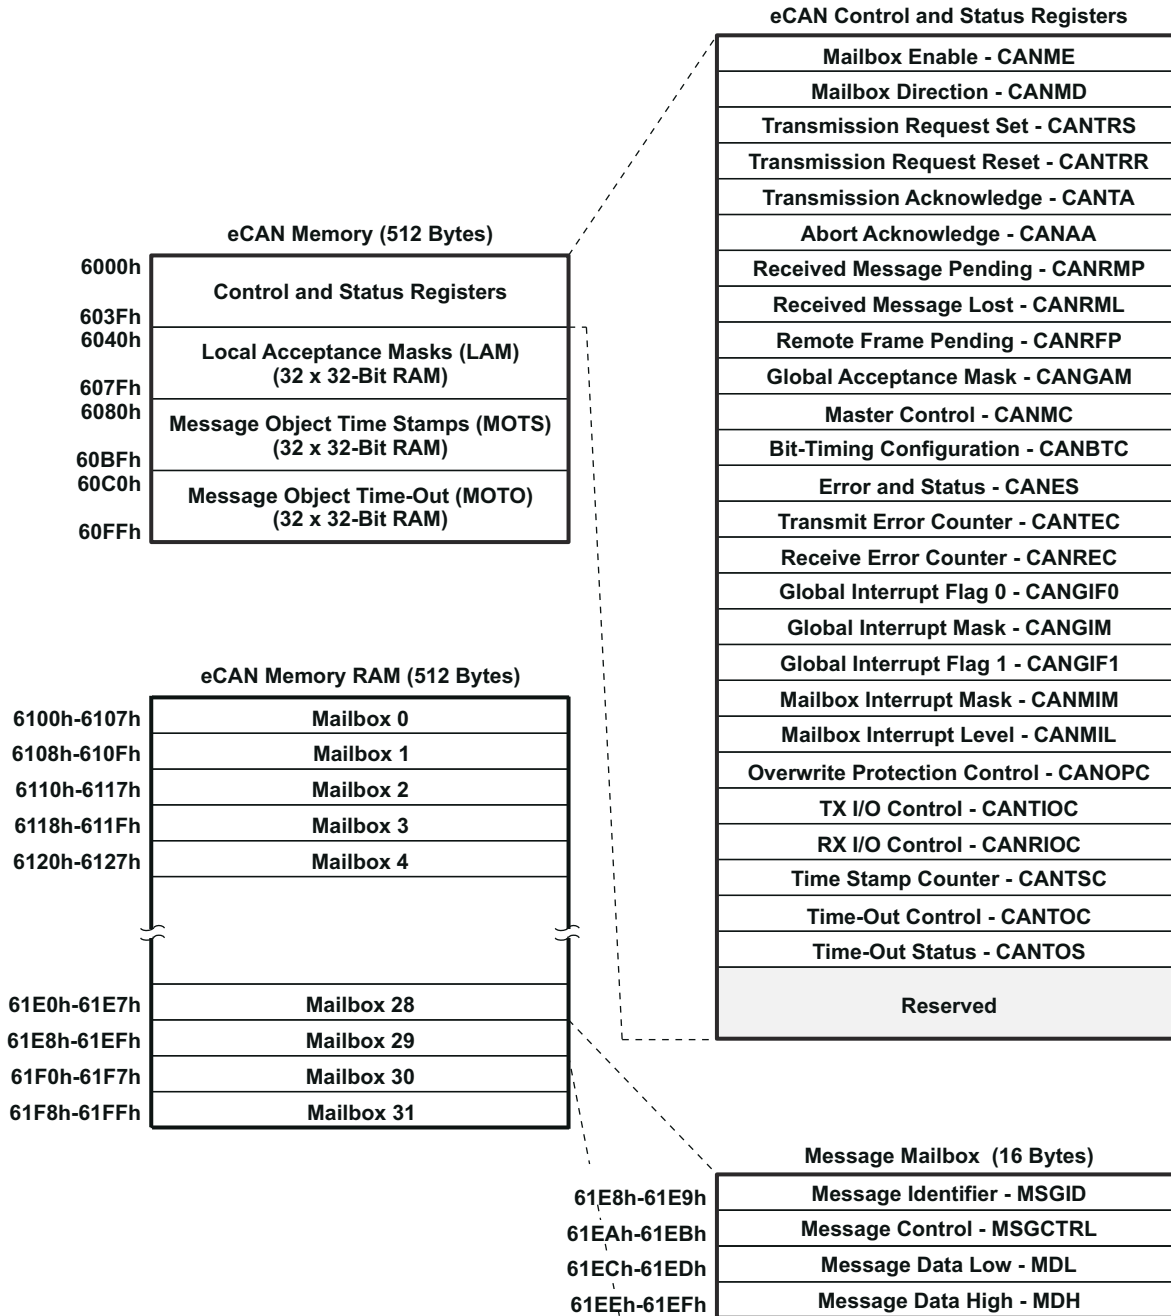 eCAN Control and Status Registers
Mailbox Enable - CANME
Mailbox Direction - CANMD
Transmission Request Set - CANTRS
Transmission Request Reset - CANTRR
Transmission Acknowledge - CANTA
Abort Acknowledge - CANAA
Received Message Pending - CANRMP
Received Message Lost - CANRML
Remote Frame Pending - CANRFP
Global Acceptance Mask - CANGAM
Master Control - CANMC
Bit-Timing Configuration - CANBTC
Error and Status - CANES
Transmit Error Counter - CANTEC
Receive Error Counter - CANREC
Global Interrupt Flag 0 - CANGIF0
Global Interrupt Mask - CANGIM
Global Interrupt Flag 1 - CANGIF1
Mailbox Interrupt Mask - CANMIM
Mailbox Interrupt Level - CANMIL
Overwrite Protection Control - CANOPC
TX I/O Control - CANTIOC
RX I/O Control - CANRIOC
Time Stamp Counter - CANTSC
Time-Out Control - CANTOC
Time-Out Status - CANTOS
Reserved
eCAN Memory (512 Bytes)
6000h
Control and Status Registers
603Fh
6040h
Local Acceptance Masks (LAM)
(32 x 32-Bit RAM)
607Fh
6080h
Message Object Time Stamps (MOTS)
(32 x 32-Bit RAM)
60BFh
60C0h
Message Object Time-Out (MOTO)
(32 x 32-Bit RAM)
60FFh
eCAN Memory RAM (512 Bytes)
6100h-6107h Mailbox 0
6108h-610Fh Mailbox 1
6110h-6117h Mailbox 2
6118h-611Fh Mailbox 3
6120h-6127h Mailbox 4
61E0h-61E7h Mailbox 28
61E8h-61EFh Mailbox 29
61F0h-61F7h Mailbox 30
61F8h-61FFh Mailbox 31
Message Mailbox (16 Bytes)
61E8h-61E9h Message Identifier - MSGID
61EAh-61EBh Message Control - MSGCTRL
61ECh-61EDh Message Data Low - MDL
61EEh-61EFh Message Data High - MDH